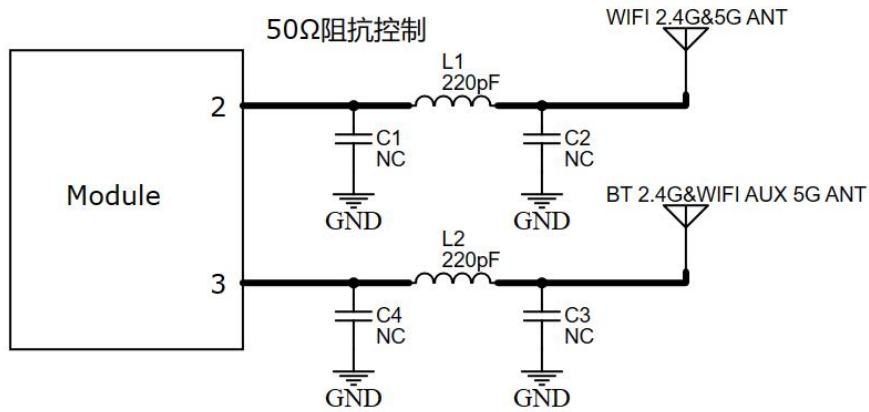 50Ω阻抗控制
WIFI 2.4G&5G ANT
L1
220pF
2
C1
NC
C2
NC
GND
GND
Module
BT 2.4G&WIFI AUX 5G ANT
L2
220pF
3
C4
NC
C3
NC
GND
GND